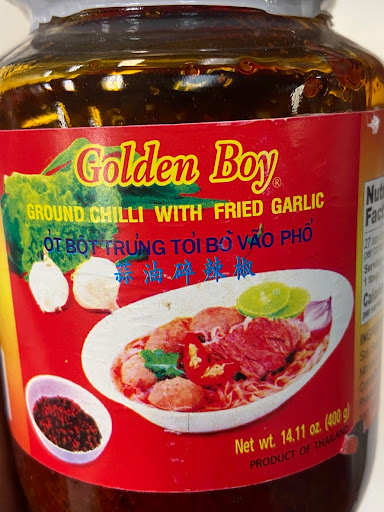 Golden Boy®
GROUND CHILLI WITH FRIED GARLIC
ỚT BỘT TRƯNG TỎI BỎ VÀO PHỞ
蒜油碎辣椒
Net wt. 14.11 oz. (400 g)
PRODUCT OF THAILAND